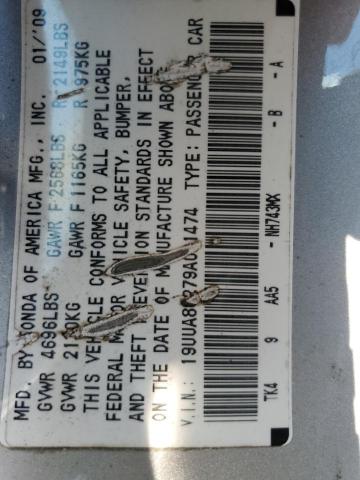 MFD. BY HONDA OF AMERICA MFG., INC. 01/'09
GVWR 4696LBS GAWR F 2568LBS R 2149LBS
GVWR KG GAWR F 1165KG R 975KG
THIS VEHICLE CONFORMS TO ALL APPLICABLE
FEDERAL MOTOR VEHICLE SAFETY, BUMPER,
AND THEFT PREVENTION STANDARDS IN EFFECT
ON THE DATE OF MANUFACTURE SHOWN ABOVE.
V.I.N.: TYPE: PASSENGER CAR
TK4 9 AA5 - NH743MX - B - A